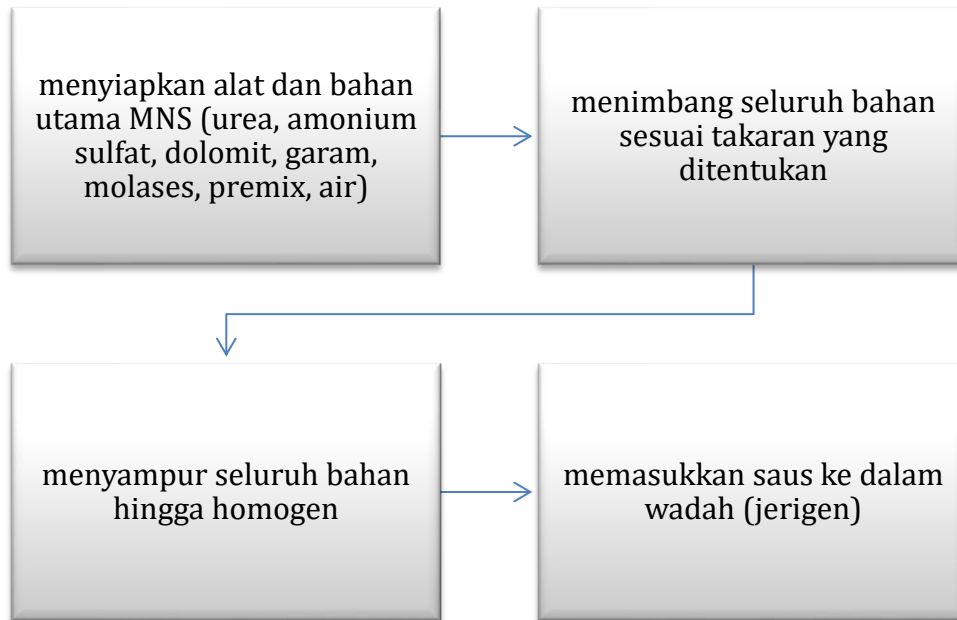 menyiapkan alat dan bahan
utama MNS (urea, amonium
sulfat, dolomit, garam,
molases, premix, air)
menimbang seluruh bahan
sesuai takaran yang
ditentukan
menyampur seluruh bahan
hingga homogen
memasukkan saus ke dalam
wadah (jerigen)